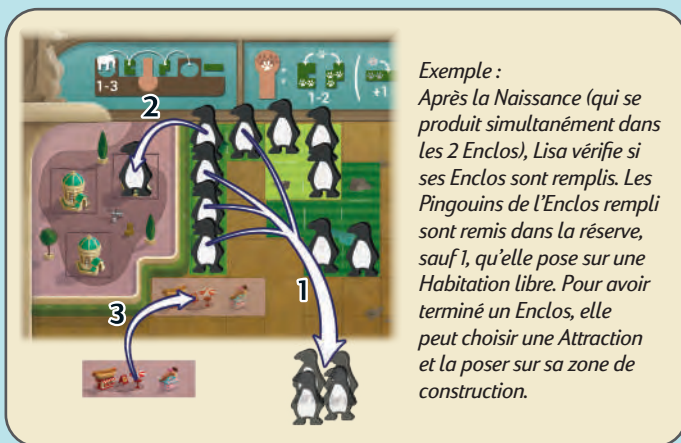 1-3
1-2
+1
2
3
1
Exemple :
Après la Naissance (qui se
produit simultanément dans
les 2 Enclos), Lisa vérifie si
ses Enclos sont remplis. Les
Pingouins de l'Enclos rempli
sont remis dans la réserve,
sauf 1, qu'elle pose sur une
Habitation libre. Pour avoir
terminé un Enclos, elle
peut choisir une Attraction
et la poser sur sa zone de
construction.